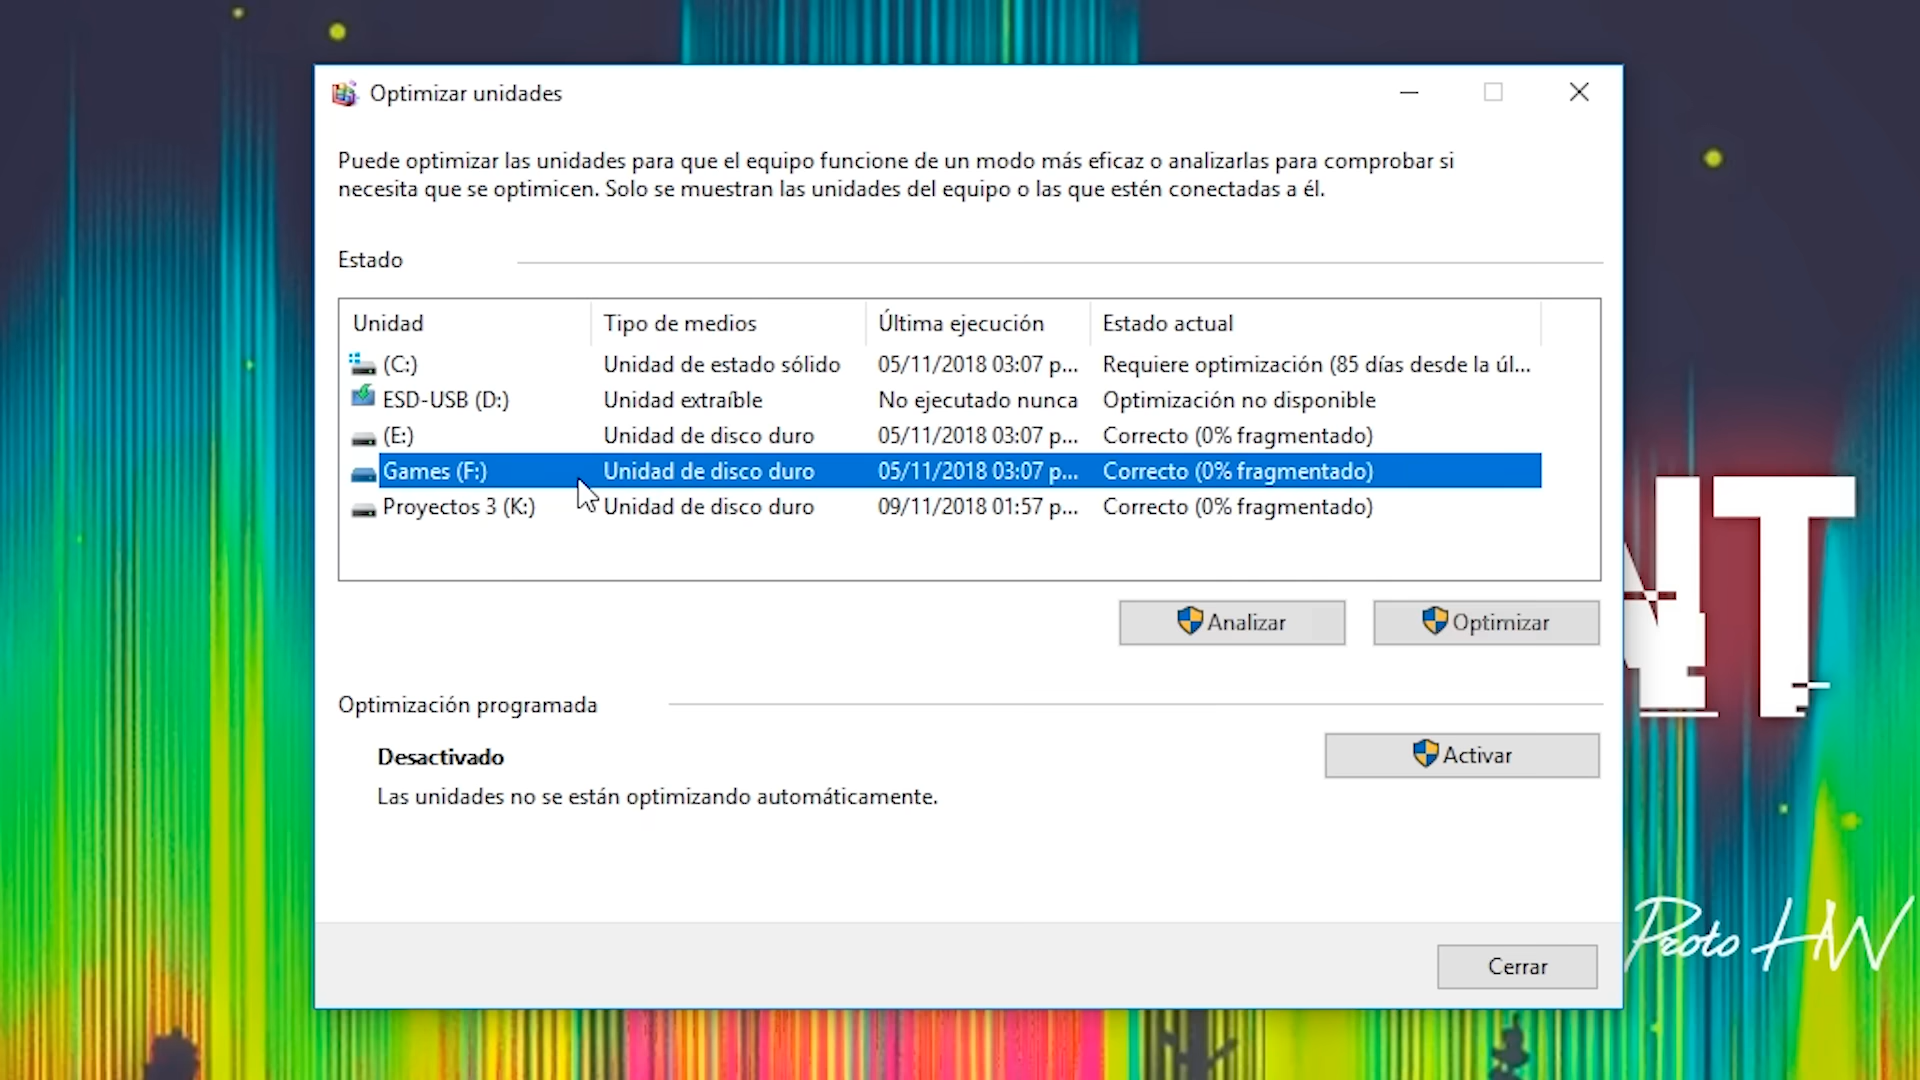 Optimizar unidades
Puede optimizar las unidades para que el equipo funcione de un modo más eficaz o analizarlas para comprobar si
necesita que se optimicen. Solo se muestran las unidades del equipo o las que estén conectadas a él.
Estado
Unidad Tipo de medios Última ejecución Estado actual
(C:) Unidad de estado sólido 05/11/2018 03:07 p... Requiere optimización (85 días desde la úl...
ESD-USB (D:) Unidad extraíble No ejecutado nunca Optimización no disponible
(E:) Unidad de disco duro 05/11/2018 03:07 p... Correcto (0% fragmentado)
Games (F:) Unidad de disco duro 05/11/2018 03:07 p... Correcto (0% fragmentado)
Proyectos 3 (K:) Unidad de disco duro 09/11/2018 01:57 p... Correcto (0% fragmentado)
Analizar Optimizar
Optimización programada
Desactivado
Activar
Las unidades no se están optimizando automáticamente.
Proto HW
Cerrar